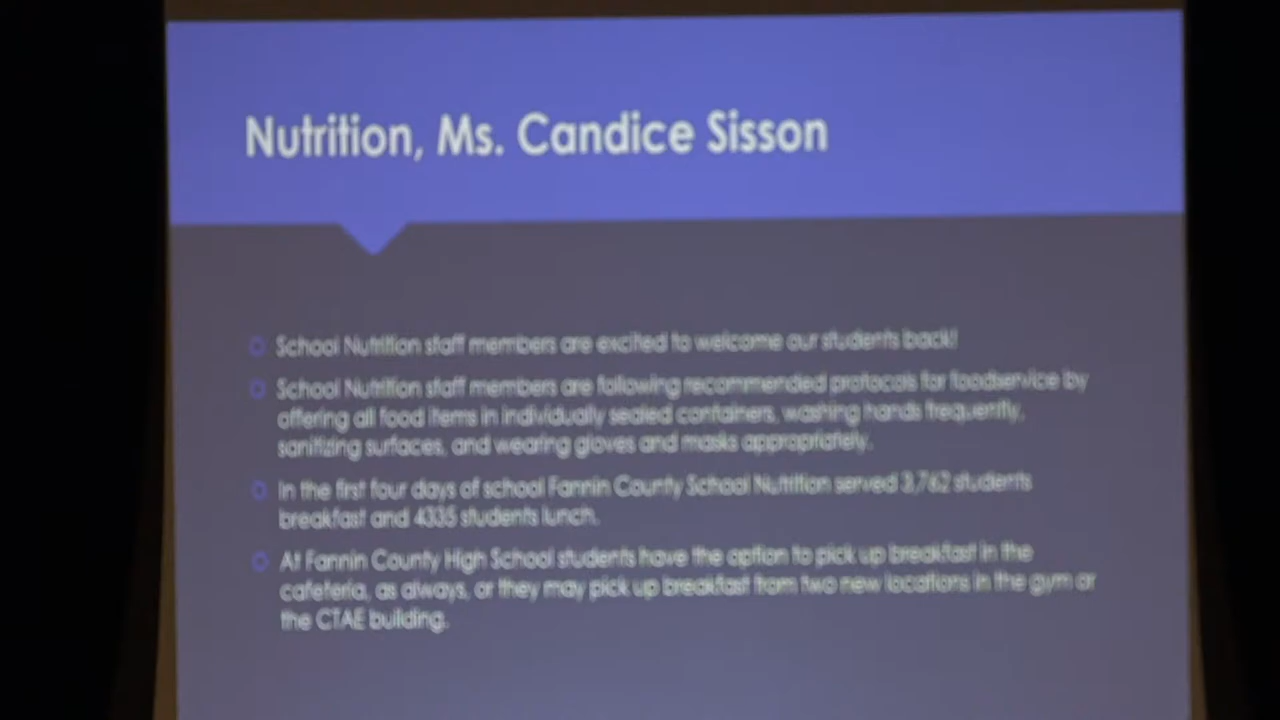 Nutrition, Ms. Candice Sisson
School Nutrition staff members are excited to welcome our students back!
School Nutrition staff members are following recommended protocols for foodservice by
offering all food items in individually sealed containers, washing hands frequently,
sanitizing surfaces, and wearing gloves and masks appropriately.
In the first four days of school Fannin County School Nutrition served 3,762 students
breakfast and 4335 students lunch.
At Fannin County High School students have the option to pick up breakfast in the
cafeteria, as always, or they may pick up breakfast from two new locations in the gym or
the CTAE building.